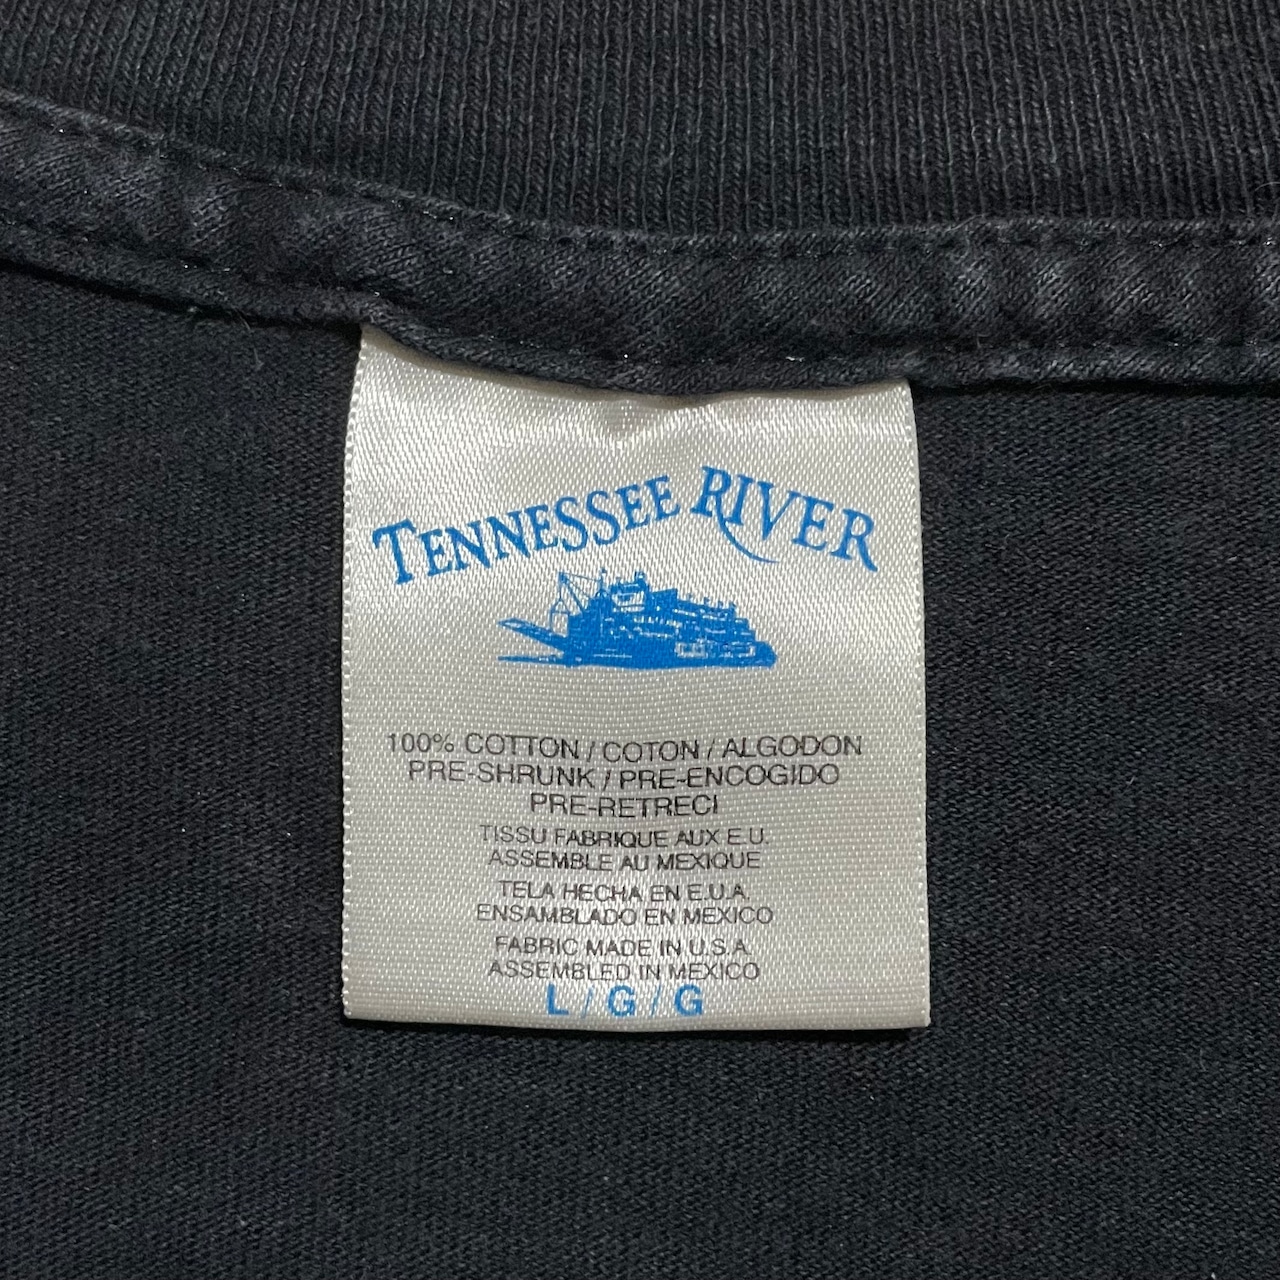 TENNESSEE RIVER
100% COTTON / COTON / ALGODON
PRE-SHRUNK / PRE-ENCOGIDO
PRE-RETRECI
TISSU FABRIQUE AUX E.U.
ASSEMBLE AU MEXIQUE
TELA HECHA EN E.U.A.
ENSAMBLADO EN MEXICO
FABRIC MADE IN U.S.A.
ASSEMBLED IN MEXICO
L / G / G